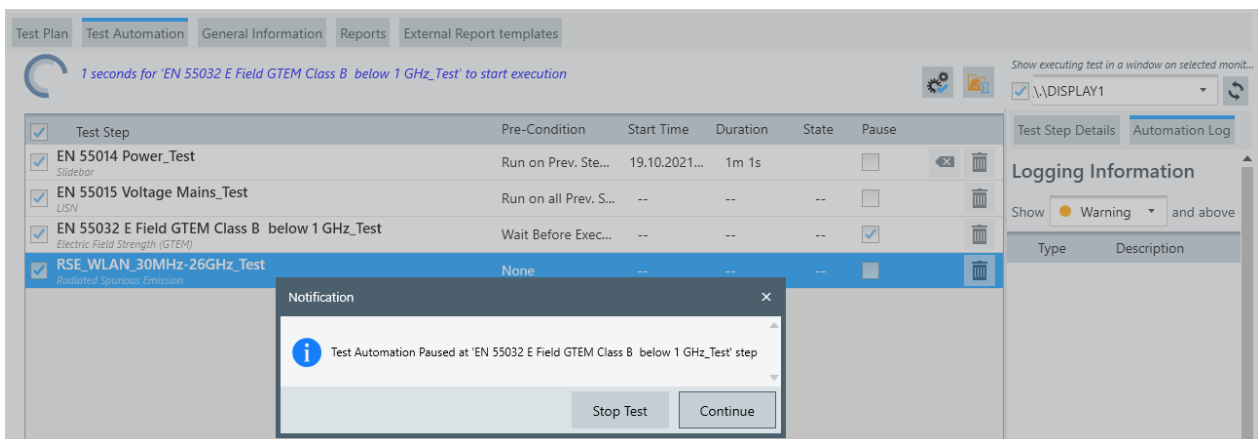 Test Plan Test Automation General Information Reports External Report templates
1 seconds for 'EN 55032 E Field GTEM Class B below 1 GHz_Test' to start execution
Show executing test in a window on selected monit...
\\.\DISPLAY1
Test Step Details Automation Log
Test Step Pre-Condition Start Time Duration State Pause
EN 55014 Power_Test
Slidebar
Run on Prev. Ste... 19.10.2021... 1m 1s
EN 55015 Voltage Mains_Test
LISN
Run on all Prev. S... -- -- --
EN 55032 E Field GTEM Class B below 1 GHz_Test
Electric Field Strength (GTEM)
Wait Before Exec... -- -- --
RSE_WLAN_30MHz-26GHz_Test
Radiated Spurious Emission
None -- -- --
Logging Information
Show Warning and above
Type Description
Notification
Test Automation Paused at 'EN 55032 E Field GTEM Class B below 1 GHz_Test' step
Stop Test Continue